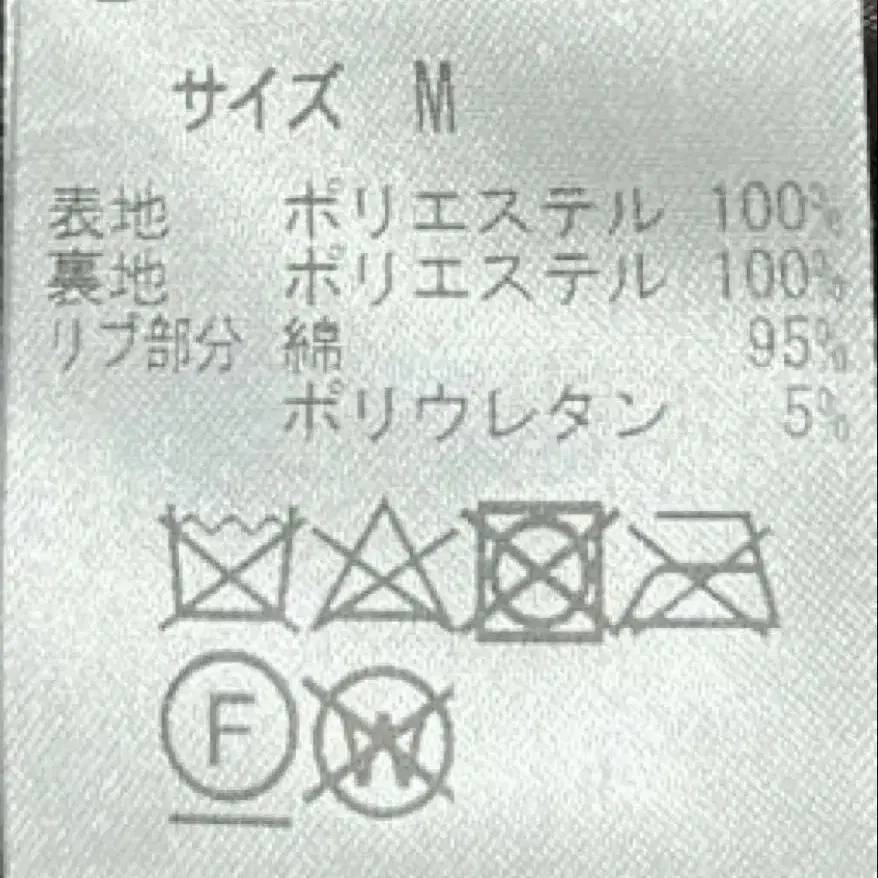 サイズ M
表地 ポリエステル 100%
裏地 ポリエステル 100%
リブ部分 綿 95%
ポリウレタン 5%
F
W